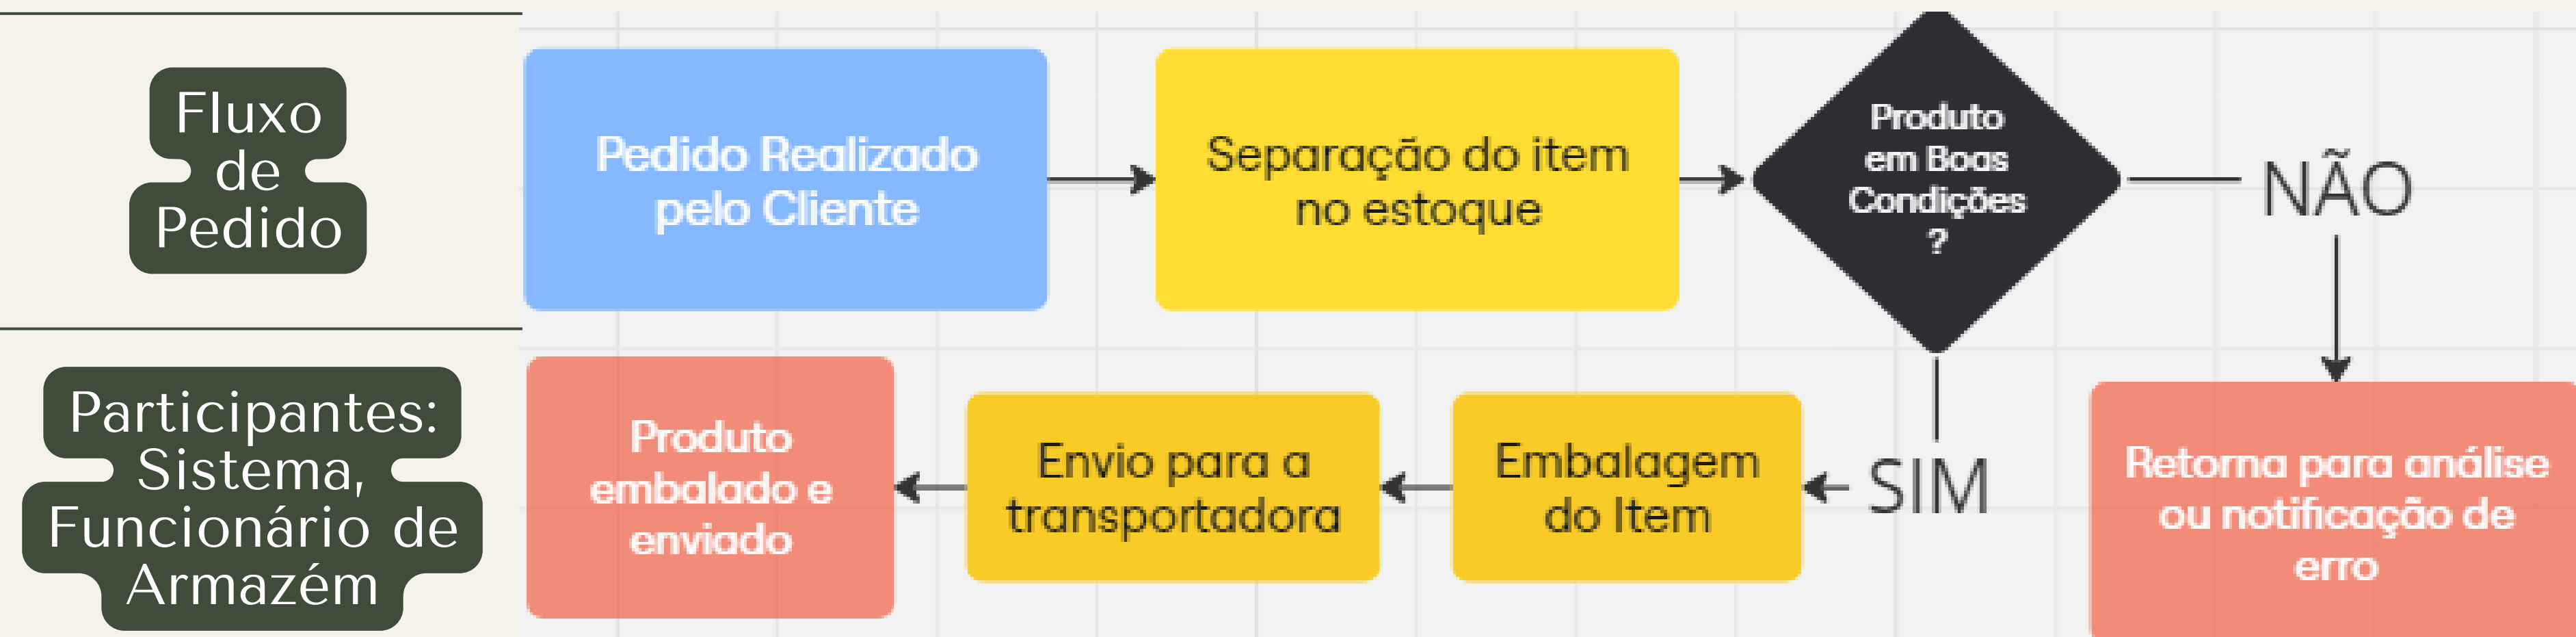 Fluxo
de
Pedido
Pedido Realizado
pelo Cliente
Separação do item
no estoque
Produto
em Boas
Condições
?
NÃO
Participantes:
Sistema,
Funcionário de
Armazém
Produto
embalado e
enviado
Envio para a
transportadora
Embalagem
do Item
SIM
Retorna para análise
ou notificação de
erro